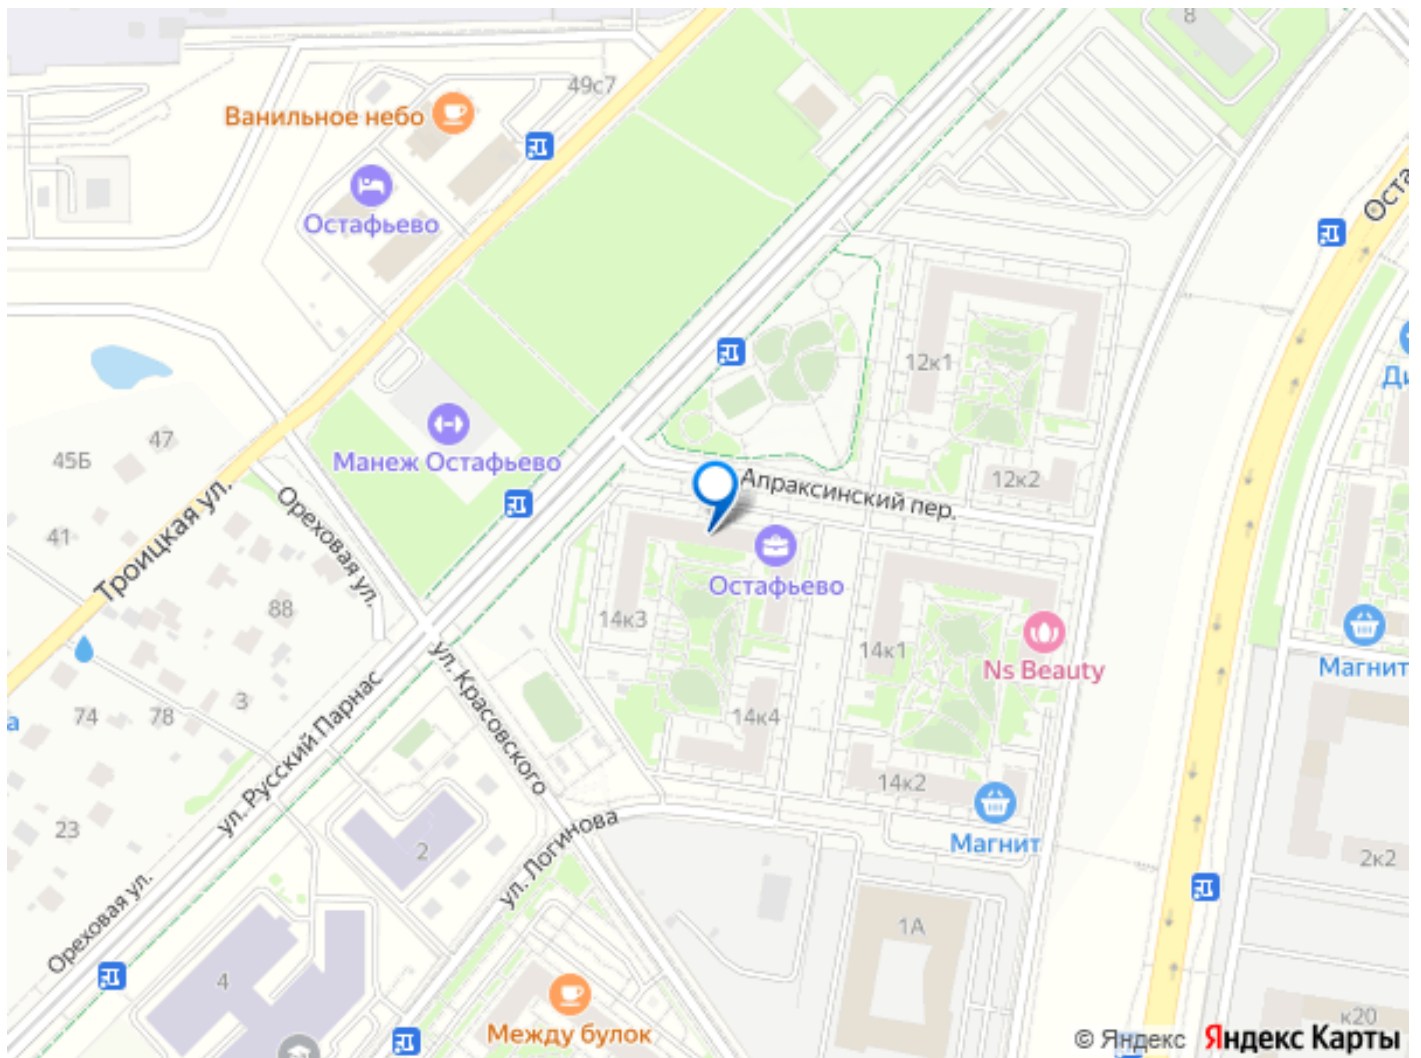 8
49с7
Ванильное небо
Остафьево
Оста
12к1
Ди
47
45Б
Манеж Остафьево
12к2
Апраксинский пер.
41
Троицкая ул.
Ореховая ул.
Остафьево
88
14к3
14к1
Ns Beauty
Магнит
ул. Красовского
3
74
78
а
14к4
ул. Русский Парнас
14к2
Магнит
23
2
ул. Логинова
2к2
Ореховая ул.
1А
4
Между булок
к20
© Яндекс Яндекс Карты